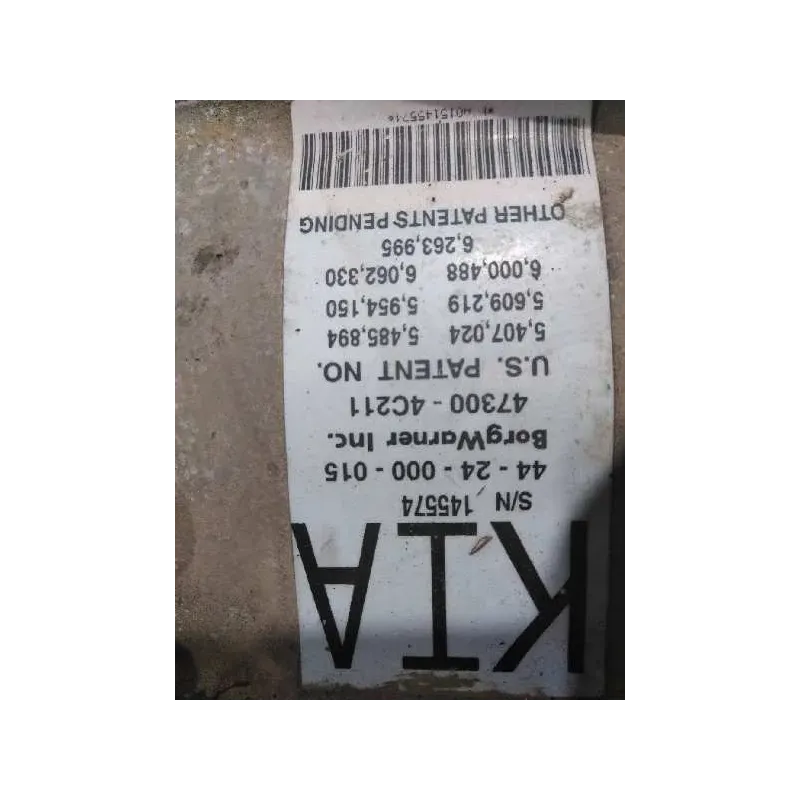 KIA
S/N 145574
44 - 24 - 000 - 015
BorgWarner Inc.
47300 - 4C211
U.S. PATENT NO.
5,407,024 5,485,894
5,609,219 5,954,150
6,000,488 6,062,330
6,263,995
OTHER PATENTS PENDING